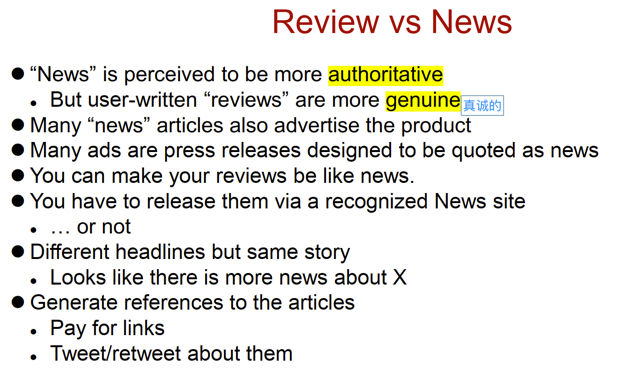 Review vs News
● “News” is perceived to be more authoritative
• But user-written “reviews” are more genuine 真诚的
● Many “news” articles also advertise the product
● Many ads are press releases designed to be quoted as news
● You can make your reviews be like news.
● You have to release them via a recognized News site
• … or not
● Different headlines but same story
• Looks like there is more news about X
● Generate references to the articles
• Pay for links
• Tweet/retweet about them